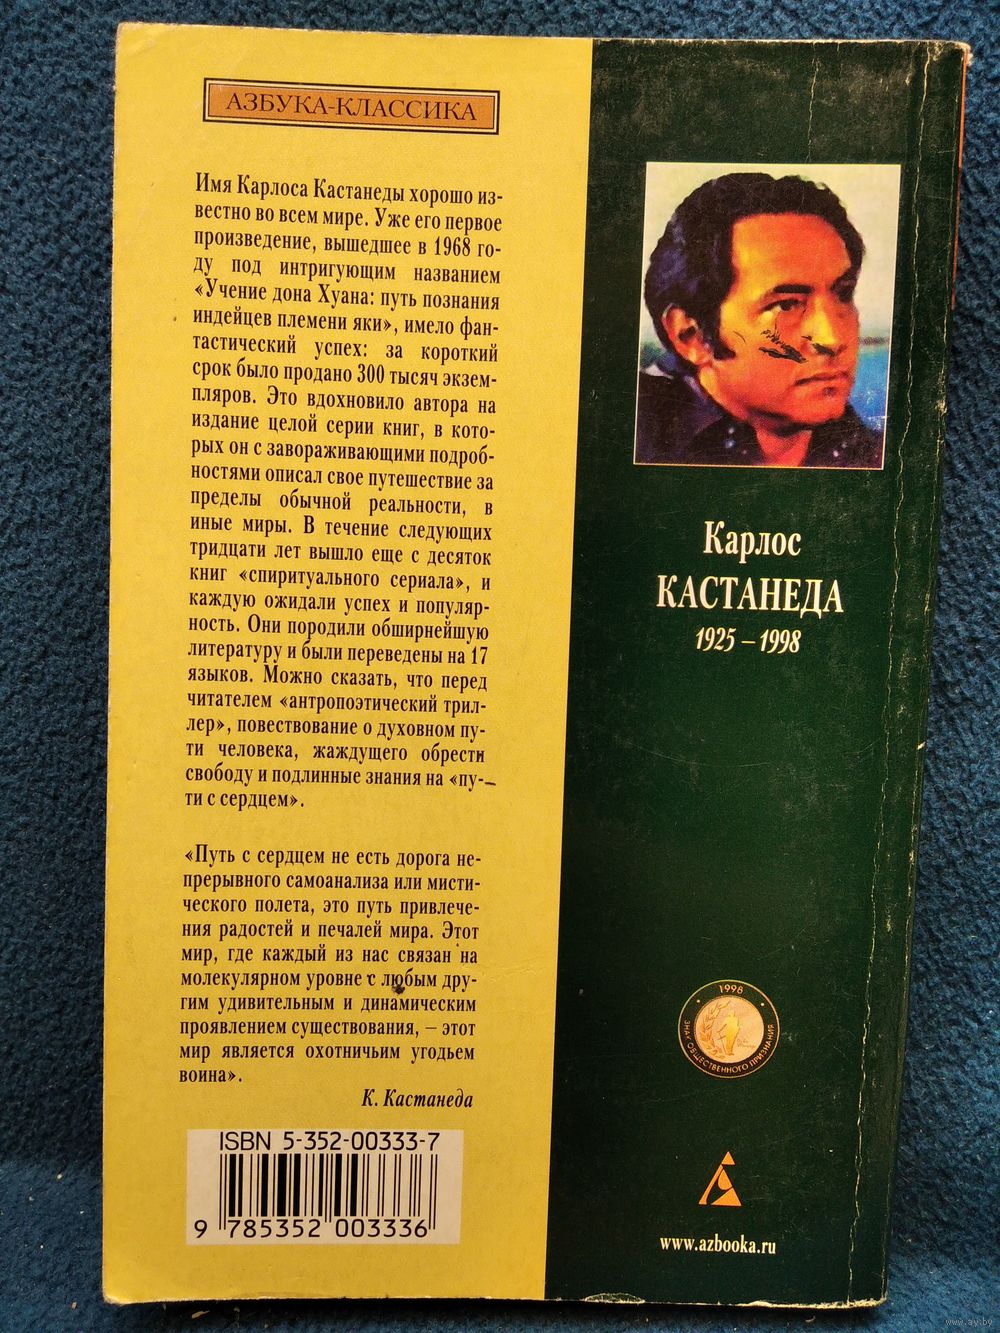 АЗБУКА-КЛАССИКА
Имя Карлоса Кастанеды хорошо из-
вестно во всем мире. Уже его первое
произведение, вышедшее в 1968 го-
ду под интригующим названием
«Учение дона Хуана: путь познания
индейцев племени яки», имело фан-
тастический успех: за короткий
срок было продано 300 тысяч экзем-
пляров. Это вдохновило автора на
издание целой серии книг, в кото-
рых он с завораживающими подроб-
ностями описал свое путешествие за
пределы обычной реальности, в
иные миры. В течение следующих
тридцати лет вышло еще с десяток
книг «спиритуального сериала», и
каждую ожидали успех и популяр-
ность. Они породили обширнейшую
литературу и были переведены на 17
языков. Можно сказать, что перед
читателем «антропоэтический трил-
лер», повествование о духовном пу-
ти человека, жаждущего обрести
свободу и подлинные знания на «пу-
ти с сердцем».
«Путь с сердцем не есть дорога не-
прерывного самоанализа или мисти-
ческого полета, это путь привлече-
ния радостей и печалей мира. Этот
мир, где каждый из нас связан на
молекулярном уровне с любым дру-
гим удивительным и динамическим
проявлением существования, – этот
мир является охотничьим угодьем
воина».
К. Кастанеда
ISBN 5-352-00333-7
9 785352 003336
Карлос
КАСТАНЕДА
1925 – 1998
1998
ЗНАК ОБЩЕСТВЕННОГО ПРИЗНАНИЯ
www.azbooka.ru
www.ay.by